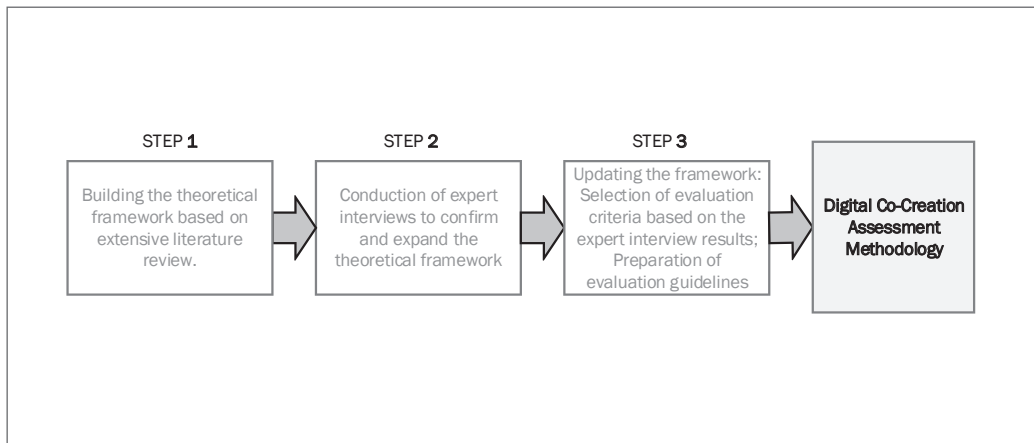 STEP 1
Building the theoretical
framework based on
extensive literature
review.
STEP 2
Conduction of expert
interviews to confirm
and expand the
theoretical framework
STEP 3
Updating the framework:
Selection of evaluation
criteria based on the
expert interview results;
Preparation of
evaluation guidelines
Digital Co-Creation
Assessment
Methodology